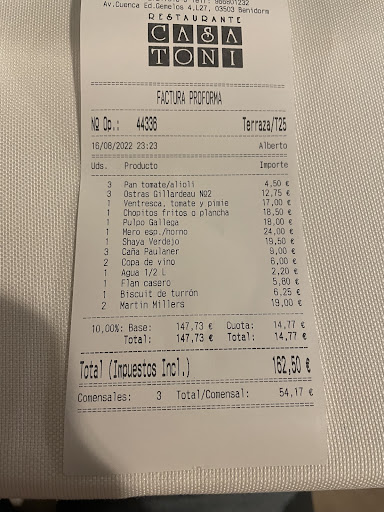 Av.Cuenca Ed.Gemelos 4.L27, 03503 Benidorm
RESTAURANTE
CASA
TONI
FACTURA PROFORMA
Nº Op.: 44338 Terraza/T25
16/08/2022 23:23 Alberto
Uds. Producto Importe
3 Pan tomate/alioli 4,50 €
3 Ostras Gillardeau NO2 12,75 €
1 Ventresca, tomate y pimie 17,00 €
1 Chopitos fritos o plancha 18,50 €
1 Pulpo Gallega 18,00 €
1 Mero esp./horno 24,00 €
1 Shaya Verdejo 19,50 €
3 Caña Paulaner 9,00 €
2 Copa de vino 6,00 €
1 Agua 1/2 L 2,20 €
1 Flan casero 5,80 €
1 Biscuit de turrón 6,25 €
2 Martin Millers 19,00 €
10,00%: Base: 147,73 € Cuota: 14,77 €
Total: 147,73 € Total: 14,77 €
Total (Impuestos Incl.) 162,50 €
Comensales: 3 Total/Comensal: 54,17 €